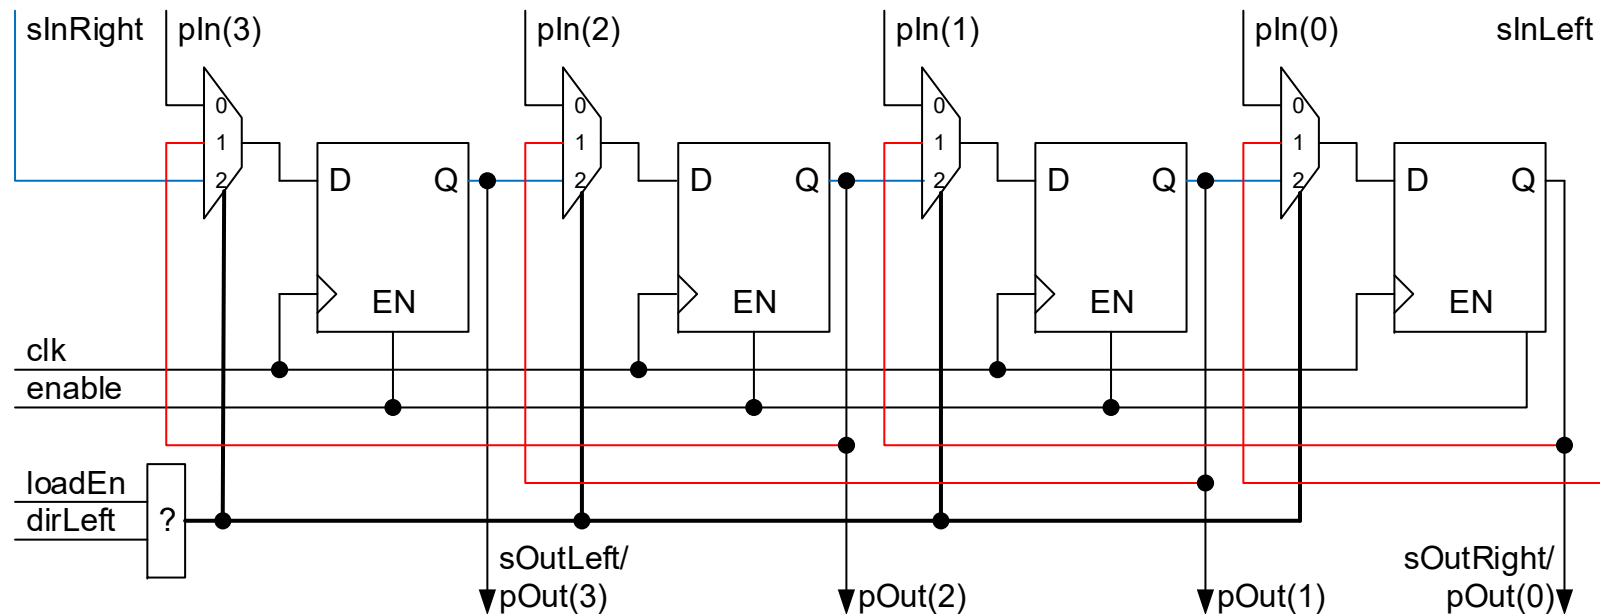 sInRight pIn(3) pIn(2) pIn(1) pIn(0) sInLeft
0 0 0 0
1 1 1 1
2 D Q 2 D Q 2 D Q 2 D Q
EN EN EN EN
clk
enable
loadEn
dirLeft ?
sOutLeft/ sOutRight/
pOut(3) pOut(2) pOut(1) pOut(0)